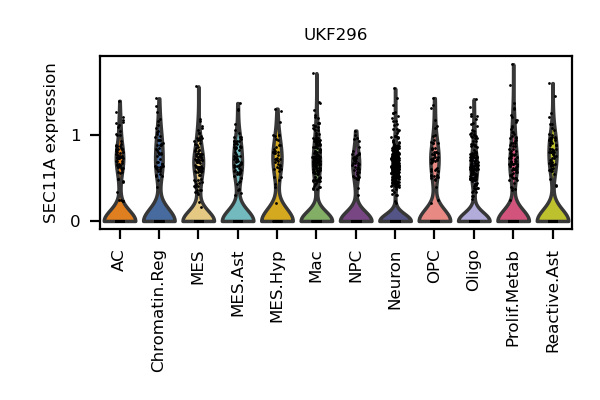 UKF296
SEC11A expression
1
0
AC
Chromatin.Reg
MES
MES.Ast
MES.Hyp
Mac
NPC
Neuron
OPC
Oligo
Prolif.Metab
Reactive.Ast